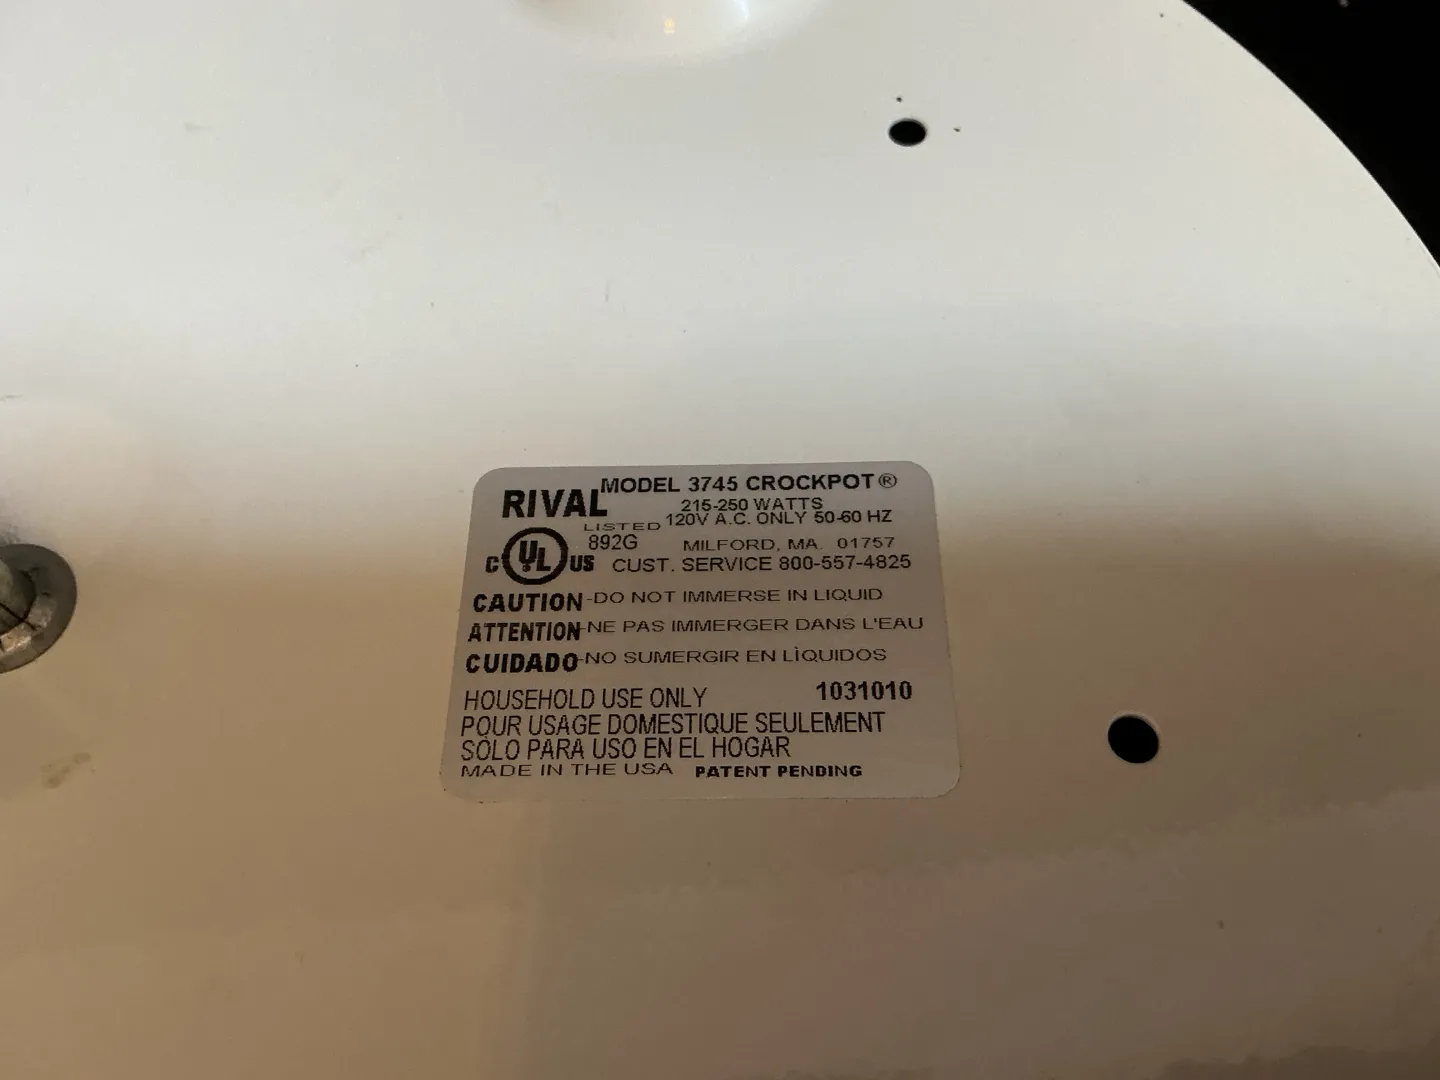 RIVAL MODEL 3745 CROCKPOT®
215-250 WATTS
LISTED 120V A.C. ONLY 50-60 HZ
892G MILFORD, MA. 01757
C UL US CUST. SERVICE 800-557-4825
CAUTION-DO NOT IMMERSE IN LIQUID
ATTENTION-NE PAS IMMERGER DANS L'EAU
CUIDADO-NO SUMERGIR EN LÌQUIDOS
HOUSEHOLD USE ONLY 1031010
POUR USAGE DOMESTIQUE SEULEMENT
SÓLO PARA USO EN EL HOGAR
MADE IN THE USA PATENT PENDING